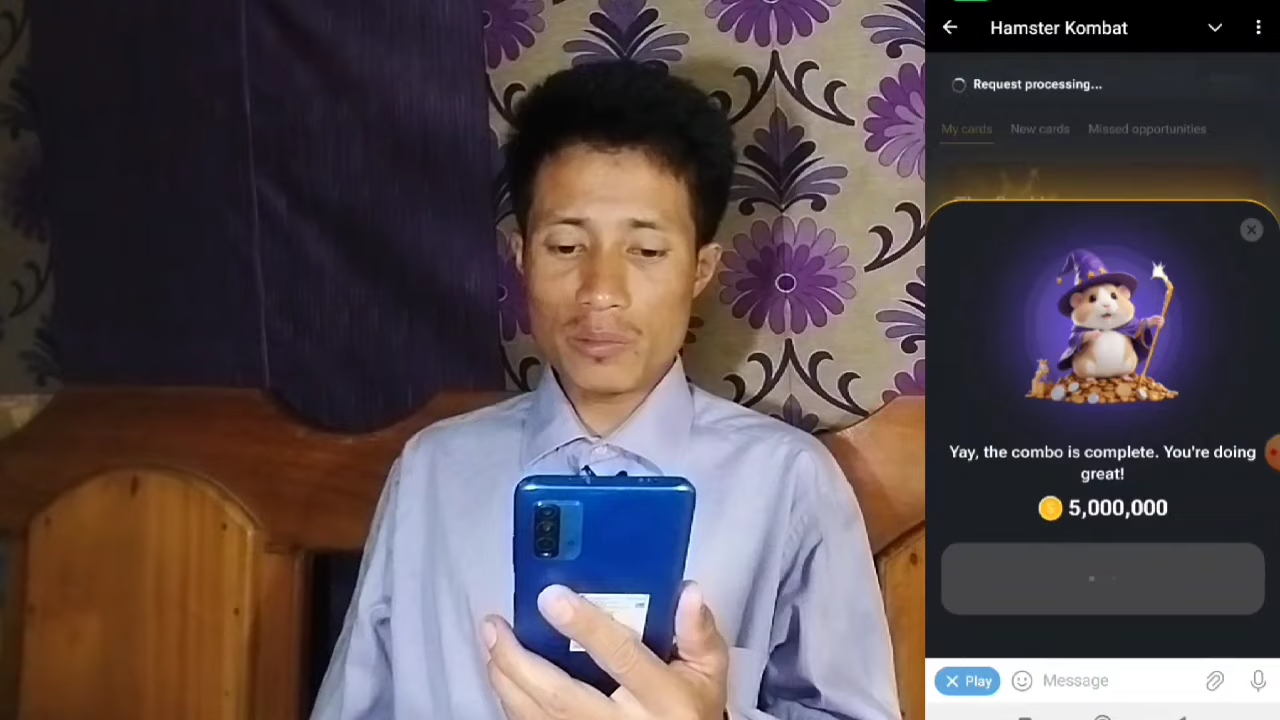 Hamster Kombat
Request processing...
My cards New cards Missed opportunities
Yay, the combo is complete. You're doing
great!
5,000,000
Play Message